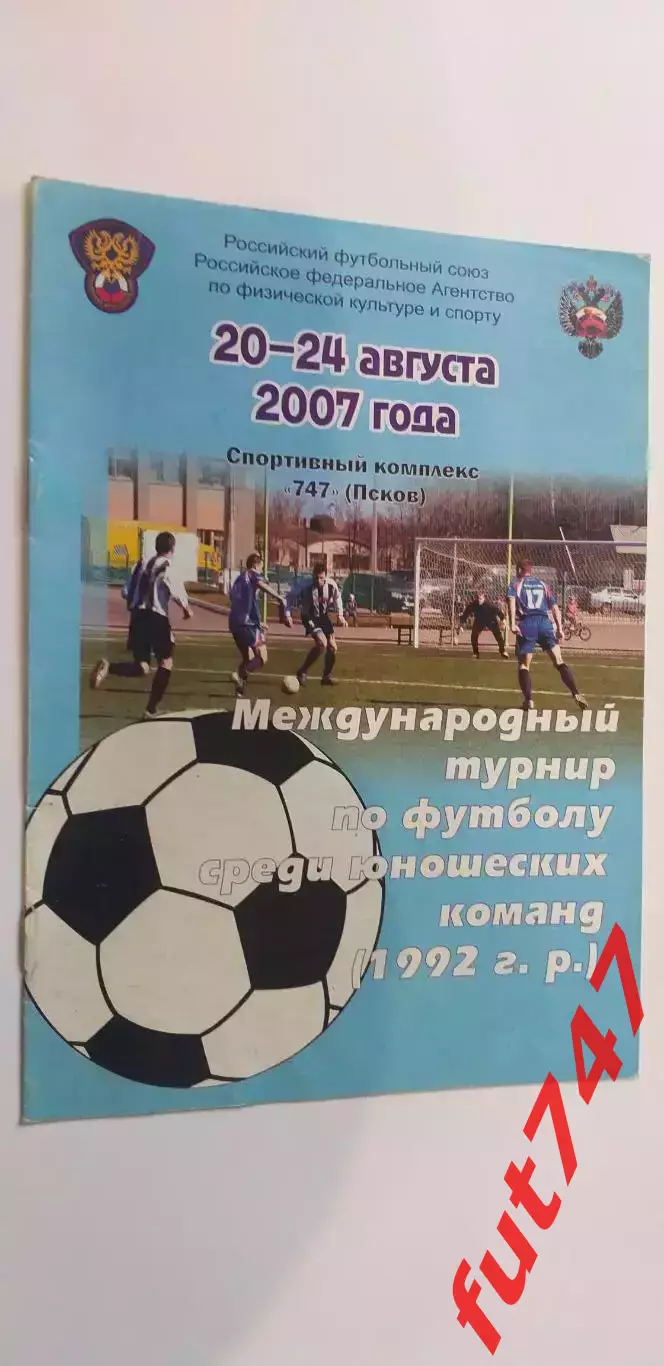 Российский футбольный союз
Российское федеральное Агентство
по физической культуре и спорту
20–24 августа
2007 года
Спортивный комплекс
«747» (Псков)
17
Международный
турнир
по футболу
среди юношеских
команд
(1992 г. р.)
fut747